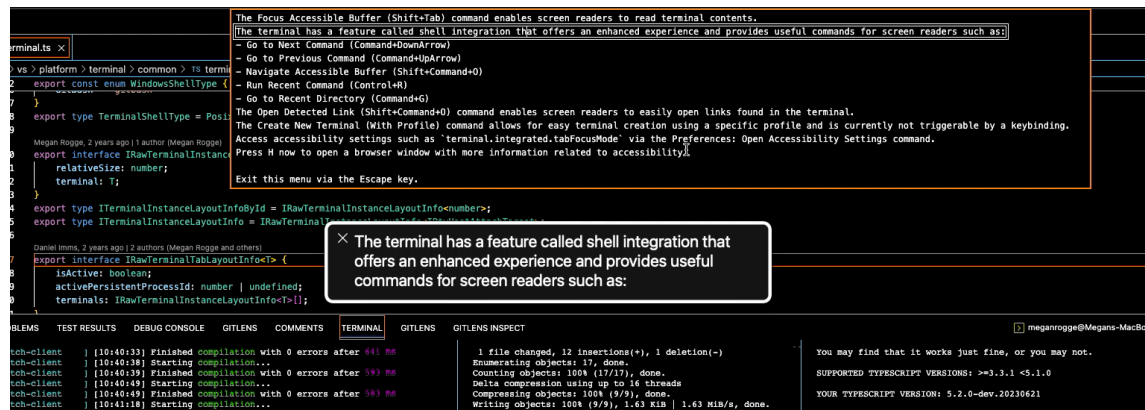 The Focus Accessible Buffer (Shift+Tab) command enables screen readers to read terminal contents.
The terminal has a feature called shell integration that offers an enhanced experience and provides useful commands for screen readers such as:
- Go to Next Command (Command+DownArrow)
- Go to Previous Command (Command+UpArrow)
- Navigate Accessible Buffer (Shift+Command+O)
- Run Recent Command (Control+R)
- Go to Recent Directory (Command+G)
The Open Detected Link (Shift+Command+O) command enables screen readers to easily open links found in the terminal.
The Create New Terminal (With Profile) command allows for easy terminal creation using a specific profile and is currently not triggerable by a keybinding.
Access accessibility settings such as `terminal.integrated.tabFocusMode` via the Preferences: Open Accessibility Settings command.
Press H now to open a browser window with more information related to accessibility.
Exit this menu via the Escape key.
erminal.ts ×
vs > platform > terminal > common > TS termi
export const enum WindowsShellType {
}
export type TerminalShellType = Posi
Megan Rogge, 2 years ago | 1 author (Megan Rogge)
export interface IRawTerminalInstance
relativeSize: number;
terminal: T;
}
export type ITerminalInstanceLayoutInfoById = IRawTerminalInstanceLayoutInfo<number>;
export type ITerminalInstanceLayoutInfo = IRawTerminalInstanceLayoutInfo<IPtyHostAttachTarget>;
Daniel Imms, 2 years ago | 2 authors (Megan Rogge and others)
export interface IRawTerminalTabLayoutInfo<T> {
isActive: boolean;
activePersistentProcessId: number | undefined;
terminals: IRawTerminalInstanceLayoutInfo<T>[];
× The terminal has a feature called shell integration that
offers an enhanced experience and provides useful
commands for screen readers such as:
OBLEMS TEST RESULTS DEBUG CONSOLE GITLENS COMMENTS TERMINAL GITLENS GITLENS INSPECT
meganrogge@Megans-MacBo
tch-client ] [10:40:33] Finished compilation with 0 errors after 641 ms
tch-client ] [10:40:38] Starting compilation...
tch-client ] [10:40:39] Finished compilation with 0 errors after 593 ms
tch-client ] [10:40:49] Starting compilation...
tch-client ] [10:40:49] Finished compilation with 0 errors after 583 ms
tch-client ] [10:41:18] Starting compilation...
1 file changed, 12 insertions(+), 1 deletion(-)
Enumerating objects: 17, done.
Counting objects: 100% (17/17), done.
Delta compression using up to 16 threads
Compressing objects: 100% (9/9), done.
Writing objects: 100% (9/9), 1.63 KiB | 1.63 MiB/s, done.
You may find that it works just fine, or you may not.
SUPPORTED TYPESCRIPT VERSIONS: >=3.3.1 <5.1.0
YOUR TYPESCRIPT VERSION: 5.2.0-dev.20230621